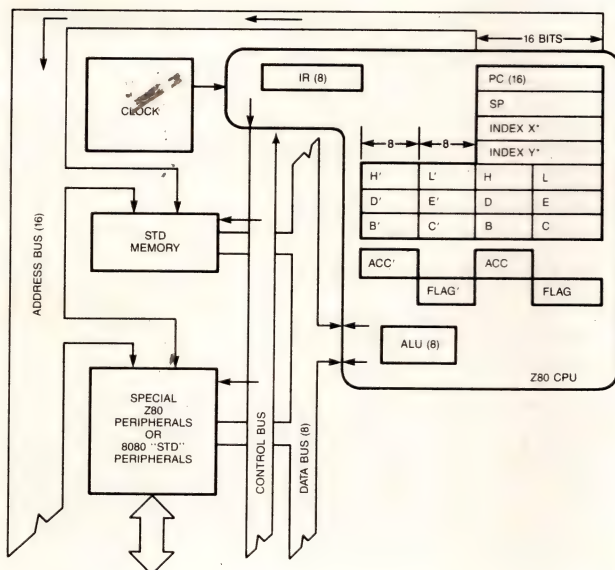 16 BITS
CLOCK
IR (8)
PC (16)
SP
INDEX X*
INDEX Y*
8
8
H'
L'
H
L
D'
E'
D
E
B'
C'
B
C
ACC'
ACC
FLAG'
FLAG
ALU (8)
Z80 CPU
STD
MEMORY
SPECIAL
Z80
PERIPHERALS
OR
8080 "STD"
PERIPHERALS
ADDRESS BUS (16)
CONTROL BUS
DATA BUS (8)